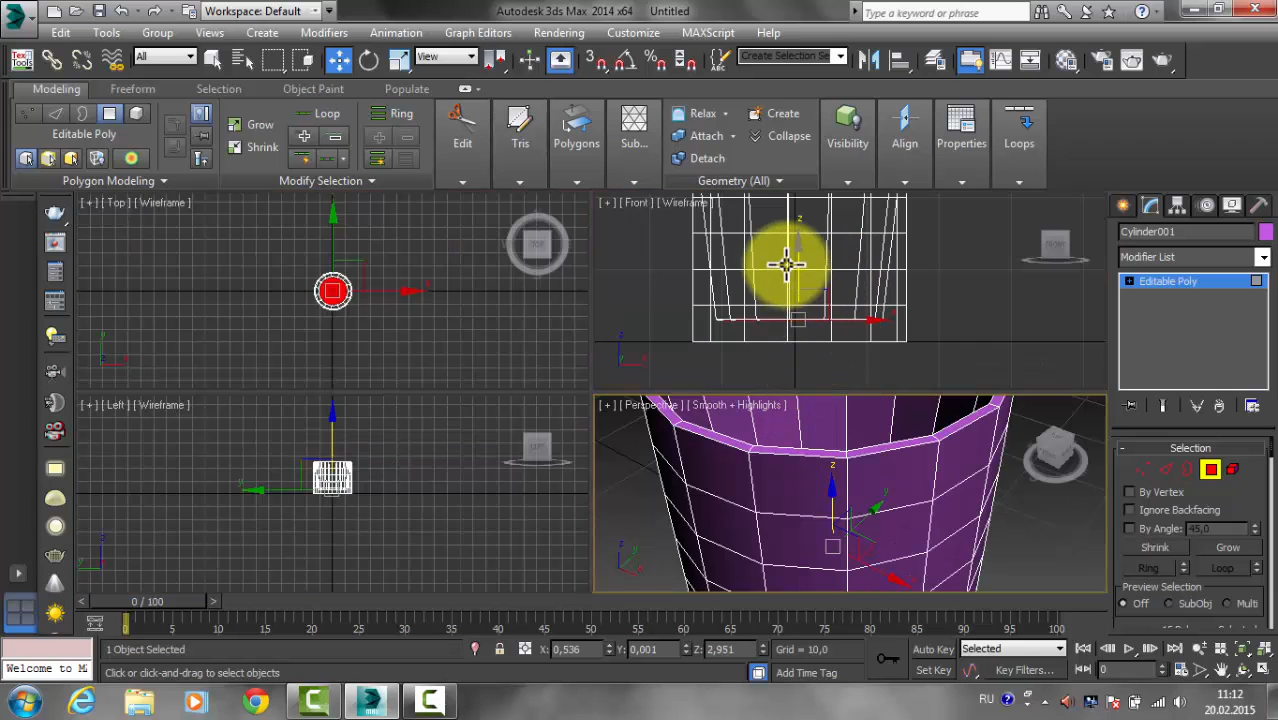 Workspace: Default
Autodesk 3ds Max 2014 x64 Untitled
Type a keyword or phrase
Edit Tools Group Views Create Modifiers Animation Graph Editors Rendering Customize MAXScript Help
All
View
3
Create Selection Se
Modeling Freeform Selection Object Paint Populate
Editable Poly
Polygon Modeling
Grow
Shrink
Loop
Ring
Modify Selection
Edit
Tris
Polygons
Sub...
Relax
Create
Attach
Collapse
Detach
Geometry (All)
Visibility
Align
Properties
Loops
[ + ] [ Top ] [ Wireframe ]
[ + ] [ Front ] [ Wireframe ]
[ + ] [ Left ] [ Wireframe ]
[ + ] [ Perspective ] [ Smooth + Highlights ]
TOP
Cylinder001
Modifier List
Editable Poly
Selection
By Vertex
Ignore Backfacing
By Angle: 45,0
Shrink Grow
Ring Loop
Preview Selection
Off SubObj Multi
0 / 100
0 5 10 15 20 25 30 35 40 45 50 55 60 65 70 75 80 85 90 95 100
1 Object Selected
X: 0,536 Y: 0,001 Z: 2,951
Grid = 10,0
Auto Key
Selected
Welcome to M
Click or click-and-drag to select objects
Add Time Tag
Set Key
Key Filters...
0
RU
11:12
20.02.2015